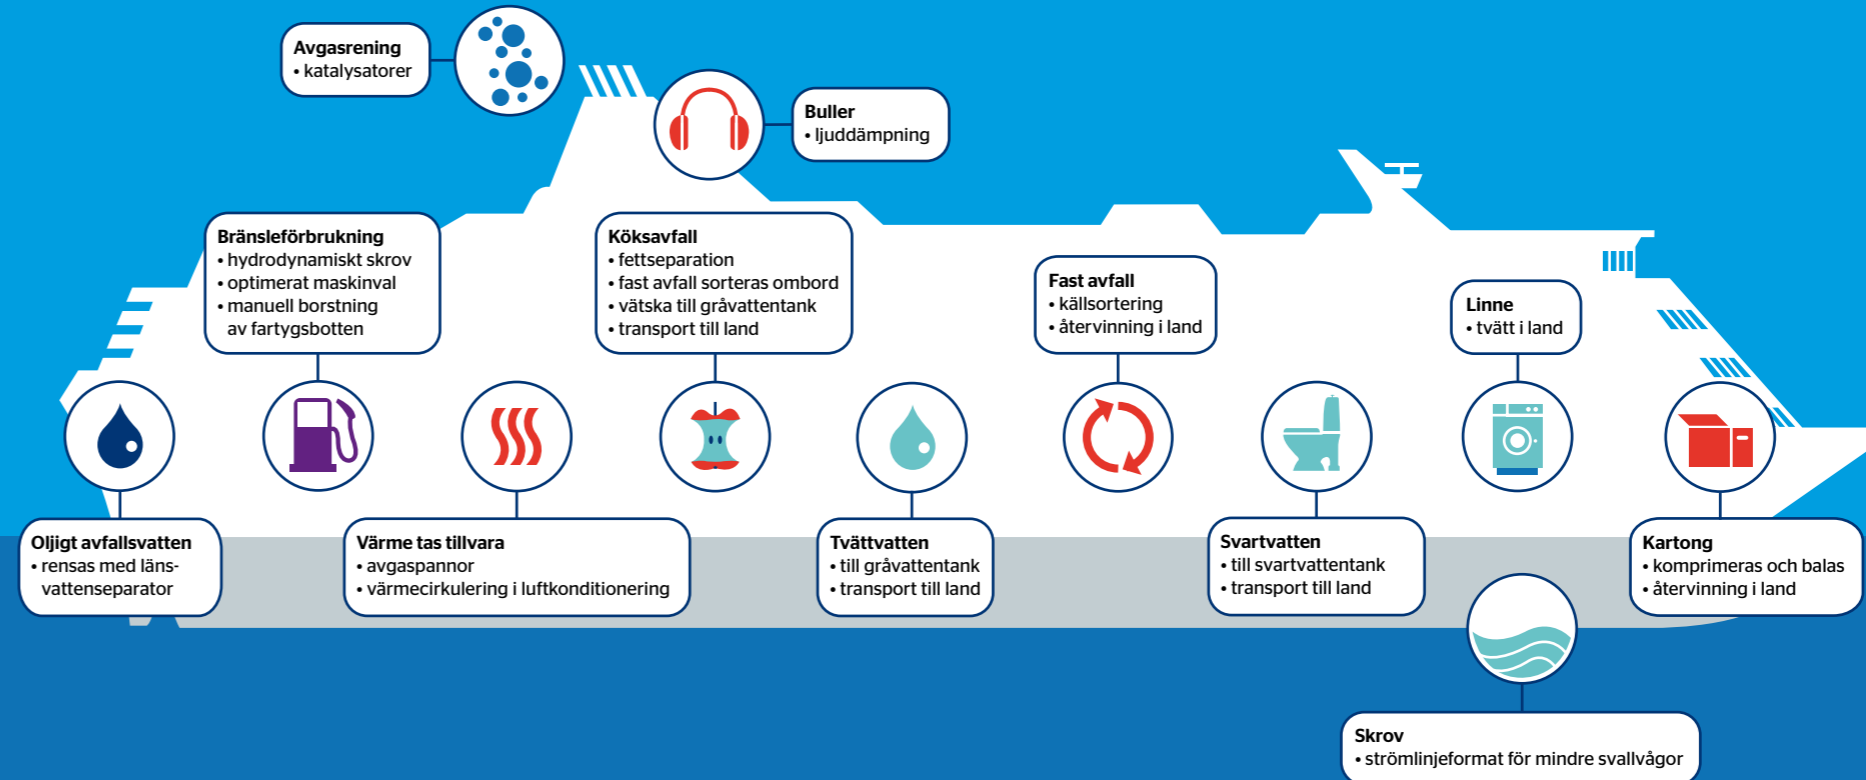 Avgasrening
• katalysatorer
Buller
• ljuddämpning
Bränsleförbrukning
• hydrodynamiskt skrov
• optimerat maskinval
• manuell borstning
av fartygsbotten
Köksavfall
• fettseparation
• fast avfall sorteras ombord
• vätska till gråvattentank
• transport till land
Fast avfall
• källsortering
• återvinning i land
Linne
• tvätt i land
Oljigt avfallsvatten
• rensas med läns-
vattenseparator
Värme tas tillvara
• avgaspannor
• värmecirkulering i luftkonditionering
Tvättvatten
• till gråvattentank
• transport till land
Svartvatten
• till svartvattentank
• transport till land
Kartong
• komprimeras och balas
• återvinning i land
Skrov
• strömlinjeformat för mindre svallvågor